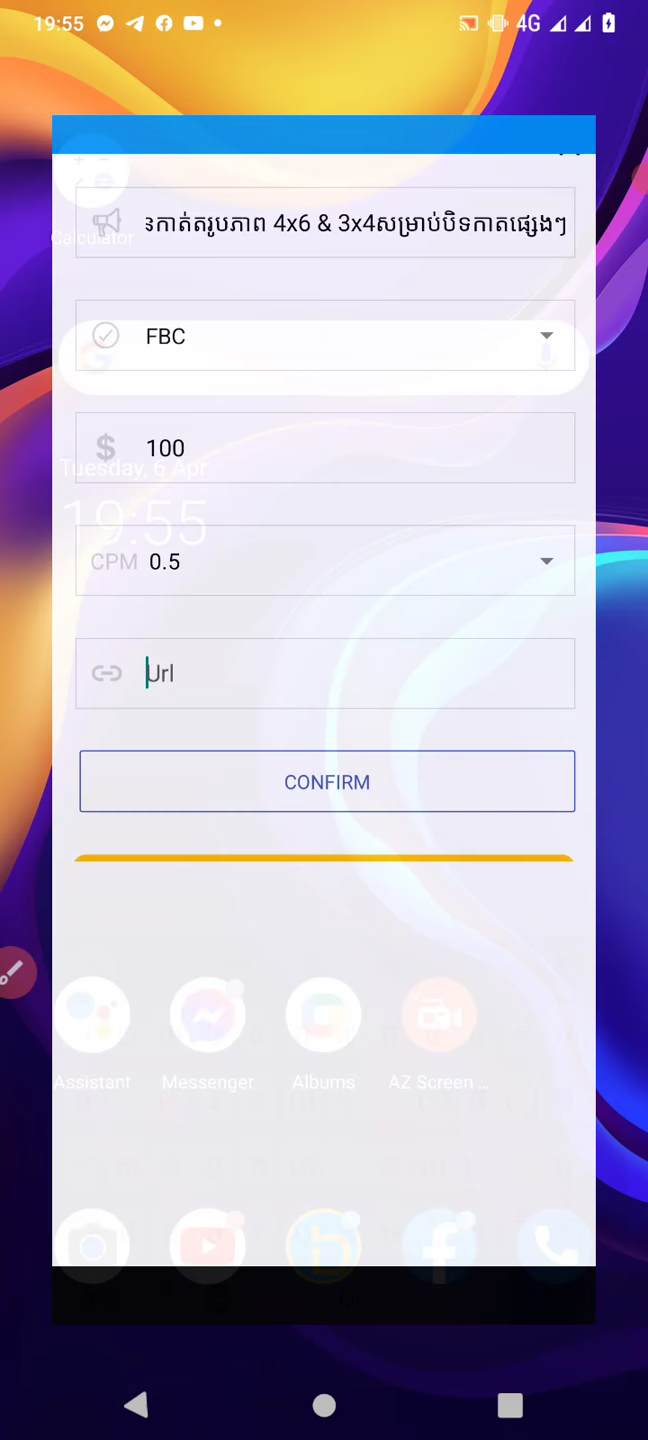 19:55
4G
Calculator
នកាត់តរូបភាព 4x6 & 3x4សម្រាប់បិទកាតផ្សេងៗ
FBC
$ 100
Tuesday, 6 Apr
19:55
CPM 0.5
Url
CONFIRM
Assistant
Messenger
Albums
AZ Screen ...